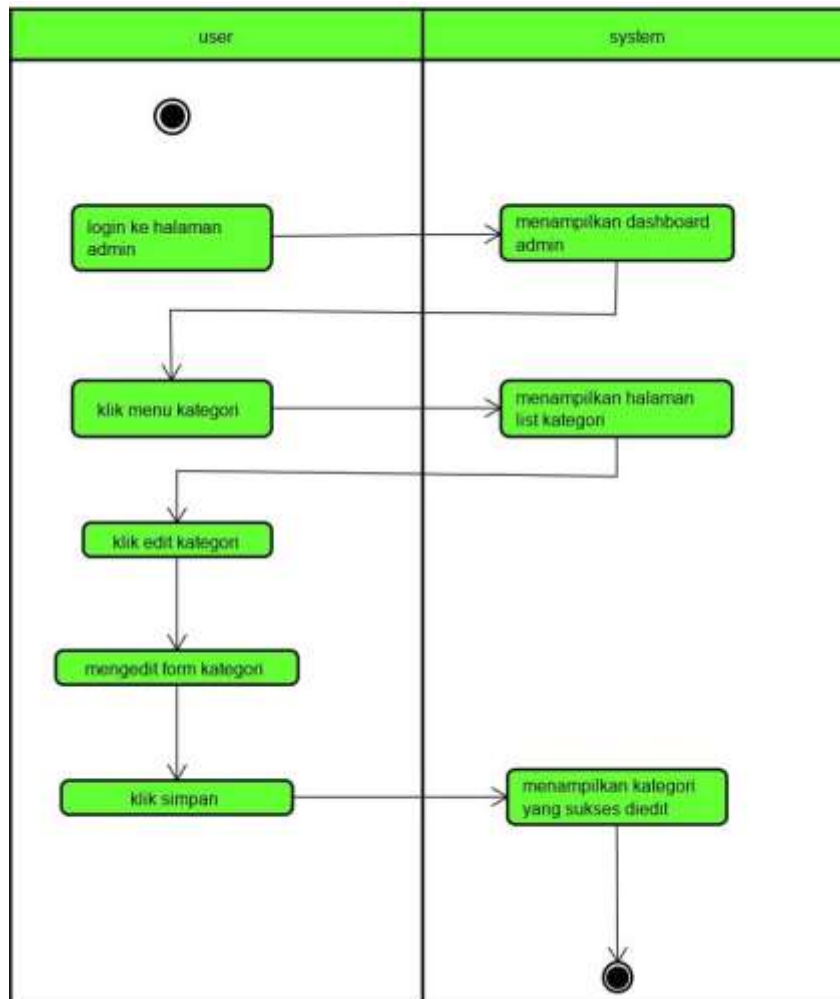 user
system
login ke halaman
admin
menampilkan dashboard
admin
klik menu kategori
menampilkan halaman
list kategori
klik edit kategori
mengedit form kategori
klik simpan
menampilkan kategori
yang sukses diedit